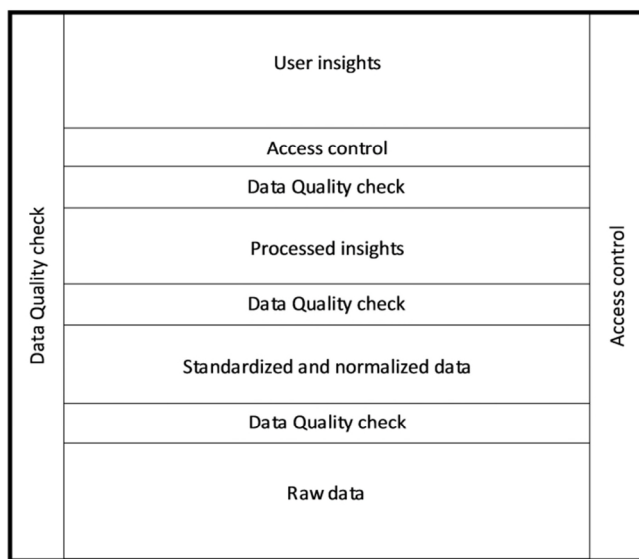 Data Quality check
User insights
Access control
Data Quality check
Processed insights
Data Quality check
Standardized and normalized data
Data Quality check
Raw data
Access control